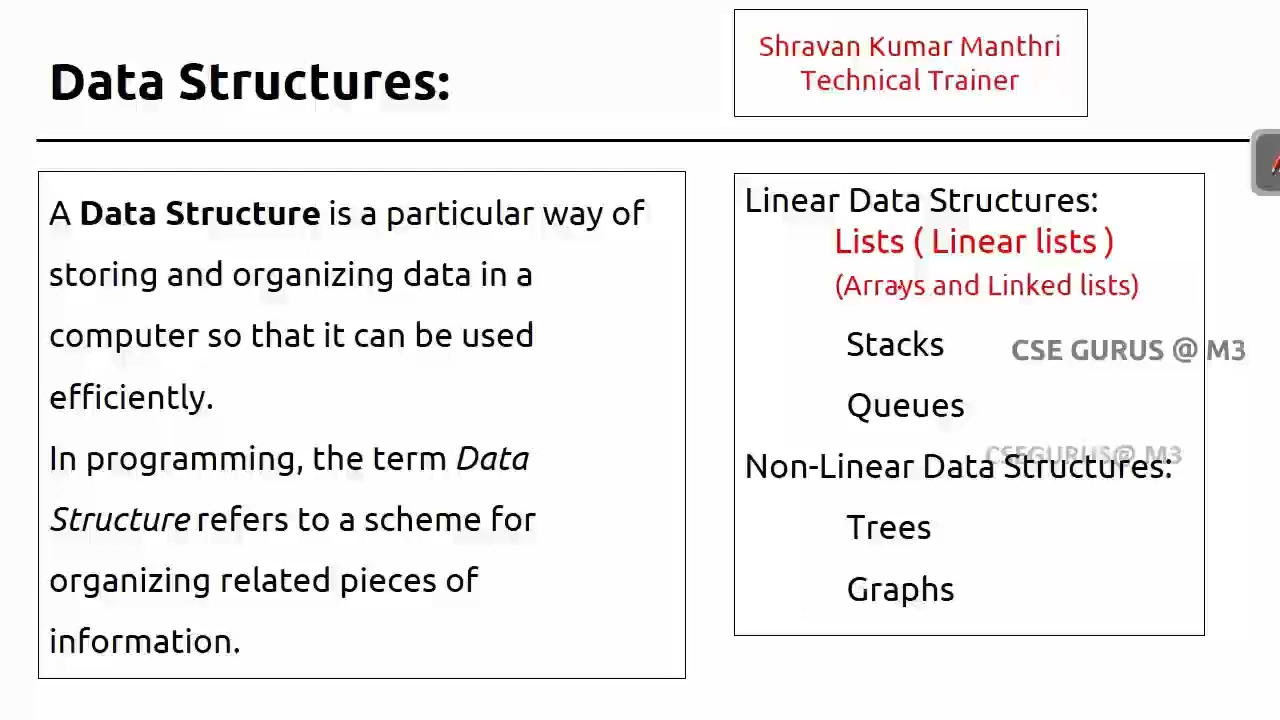 Data Structures:
Shravan Kumar Manthri
Technical Trainer
A Data Structure is a particular way of
storing and organizing data in a
computer so that it can be used
efficiently.
In programming, the term Data
Structure refers to a scheme for
organizing related pieces of
information.
Linear Data Structures:
Lists ( Linear lists )
(Arrays and Linked lists)
Stacks
CSE GURUS @ M3
Queues
CSEGURUS@ M3
Non-Linear Data Structures:
Trees
Graphs